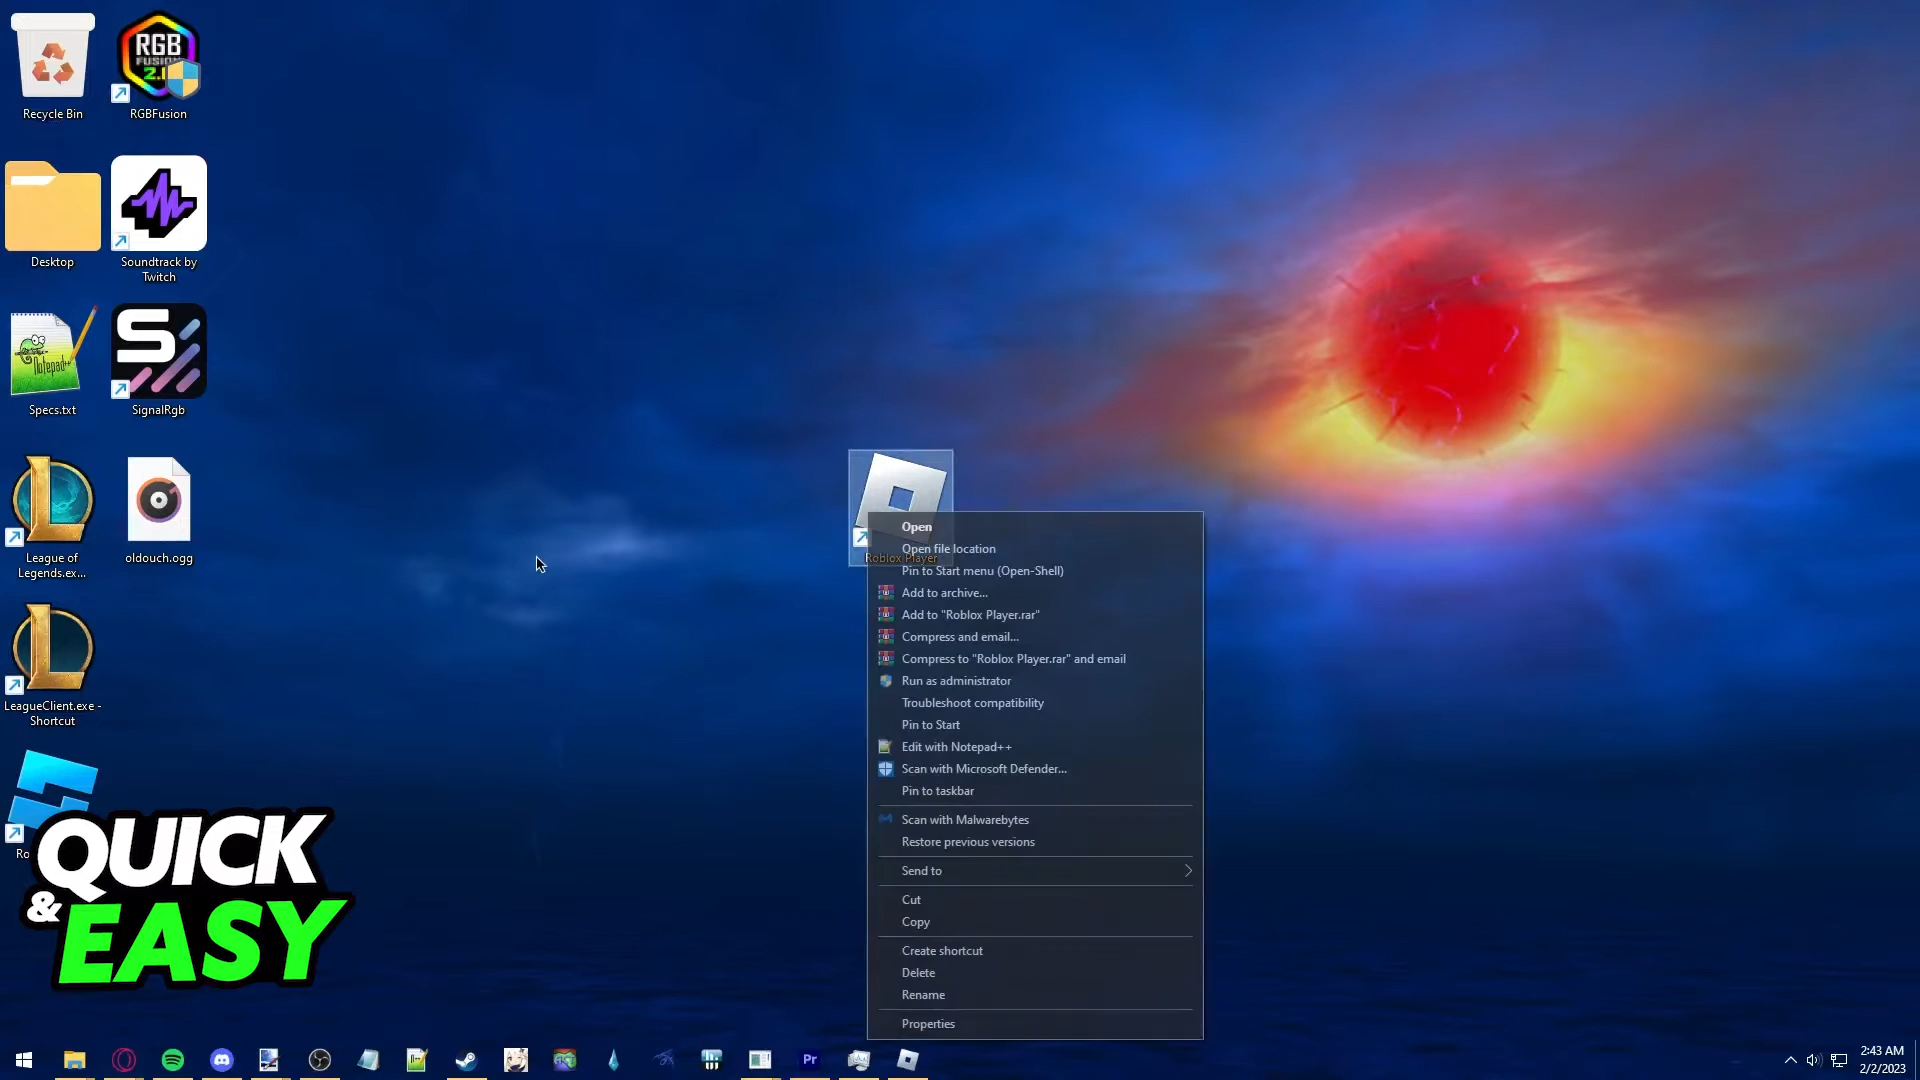 Recycle Bin
RGB
FUSION
RGBFusion
Desktop
Soundtrack by
Twitch
Notepad++
Specs.txt
S
SignalRgb
League of
Legends.ex...
oldouch.ogg
LeagueClient.exe -
Shortcut
Ro
QUICK
& EASY
Roblox Player
Open
Open file location
Pin to Start menu (Open-Shell)
Add to archive...
Add to "Roblox Player.rar"
Compress and email...
Compress to "Roblox Player.rar" and email
Run as administrator
Troubleshoot compatibility
Pin to Start
Edit with Notepad++
Scan with Microsoft Defender...
Pin to taskbar
Scan with Malwarebytes
Restore previous versions
Send to
Cut
Copy
Create shortcut
Delete
Rename
Properties
Pr
2:43 AM
2/2/2023